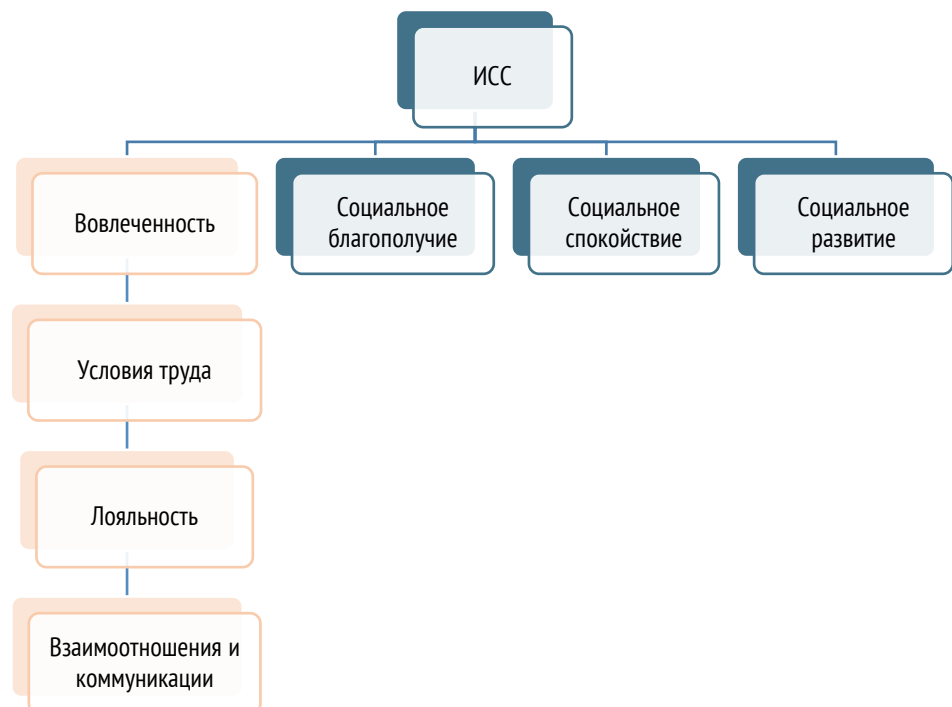 ИСС
Вовлеченность
Социальное
благополучие
Социальное
спокойствие
Социальное
развитие
Условия труда
Лояльность
Взаимоотношения и
коммуникации